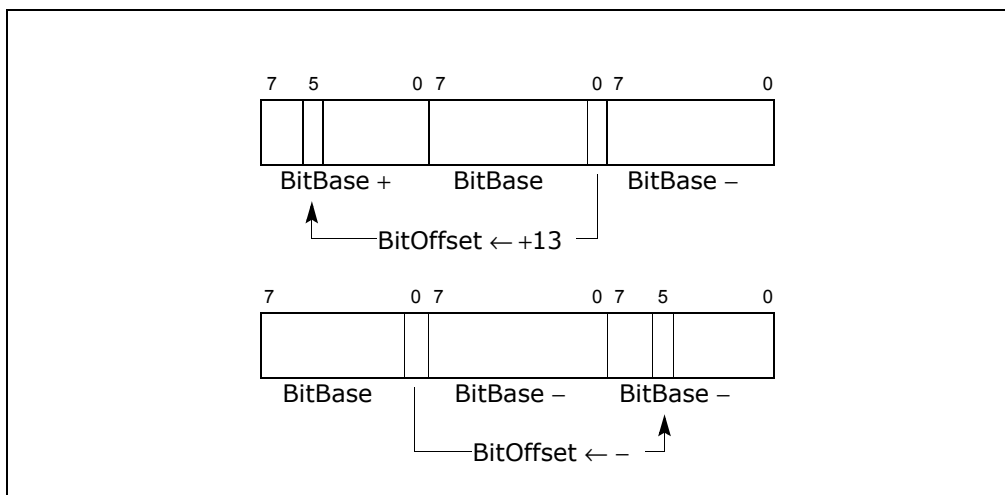 7 5 0 7 0 7 0
BitBase + BitBase BitBase −
BitOffset ← +13
7 0 7 0 7 5 0
BitBase BitBase − BitBase −
BitOffset ← −